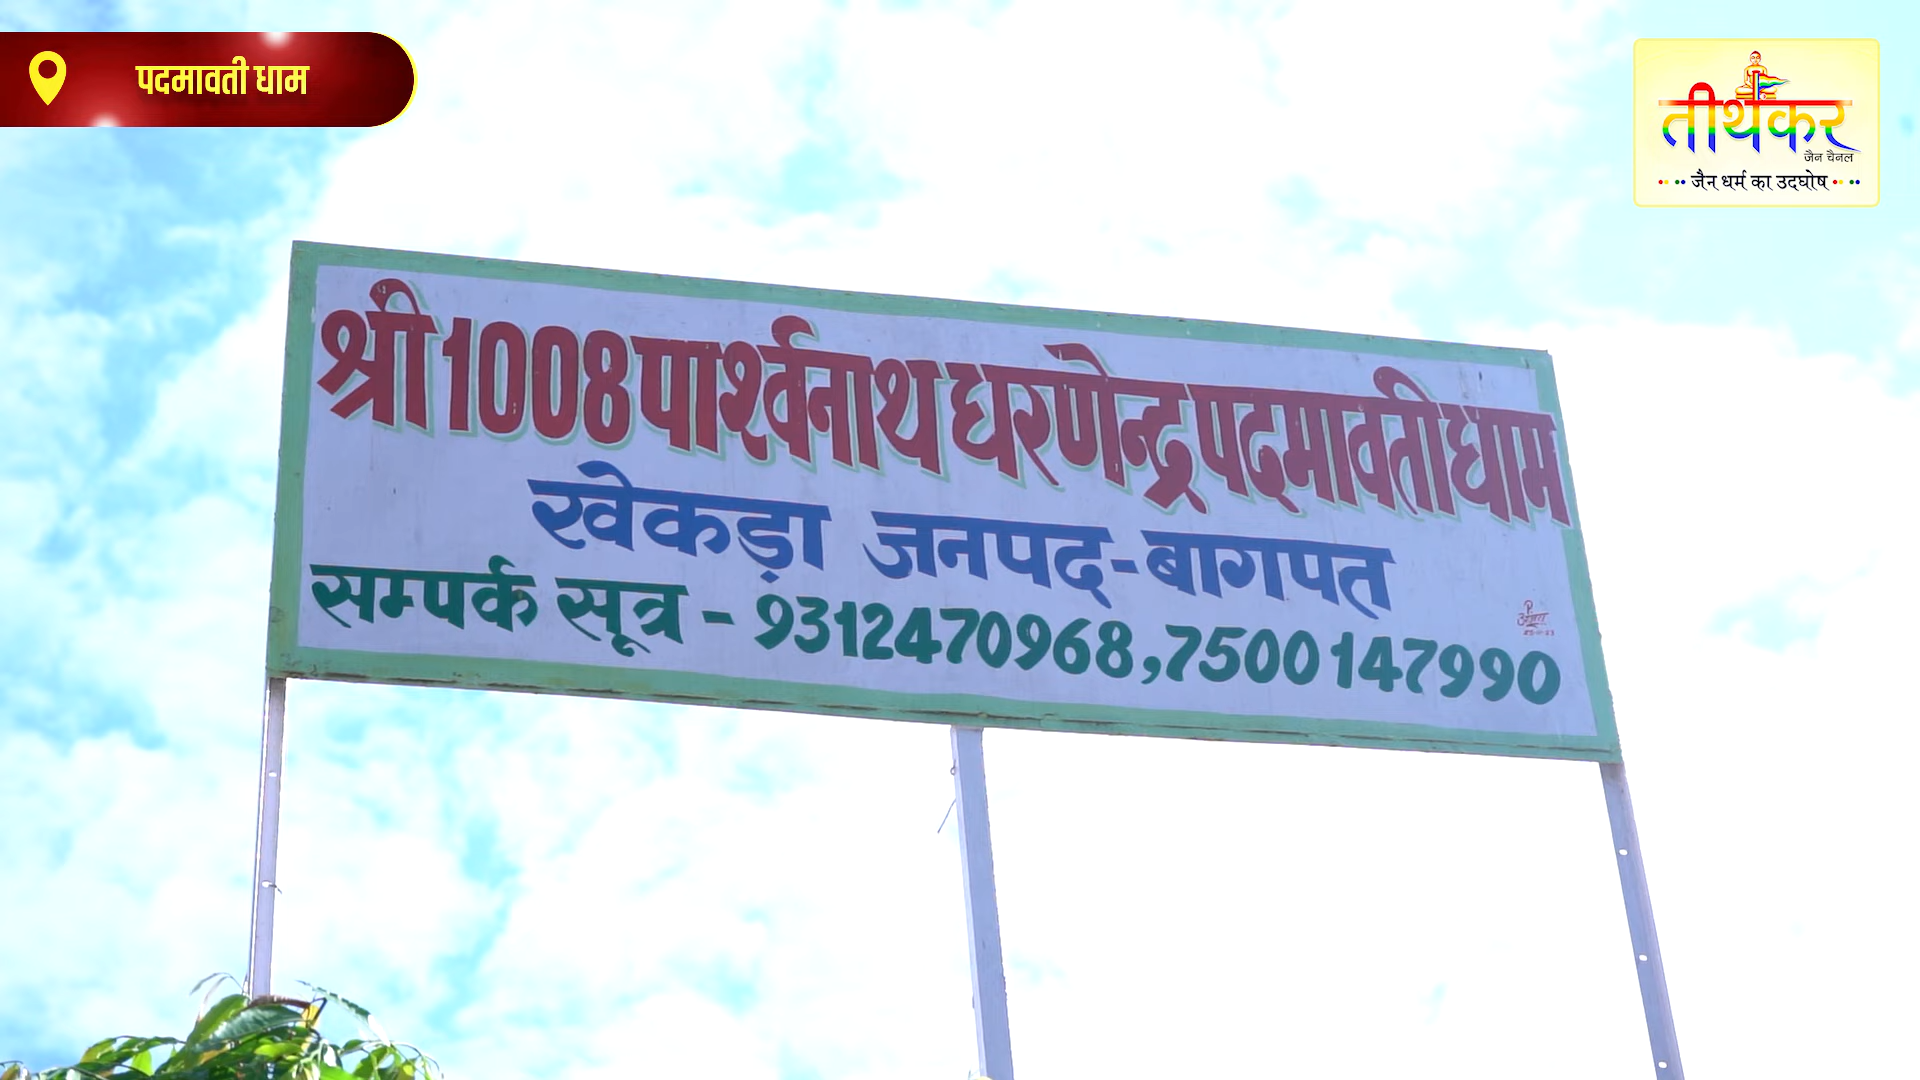 पदमावती धाम
तीर्थंकर
जैन चैनल
जैन धर्म का उदघोष
श्री 1008 पार्श्वनाथ धरणेन्द्र पदमावती धाम
खेकड़ा जनपद-बागपत
सम्पर्क सूत्र - 9312470968,7500147990